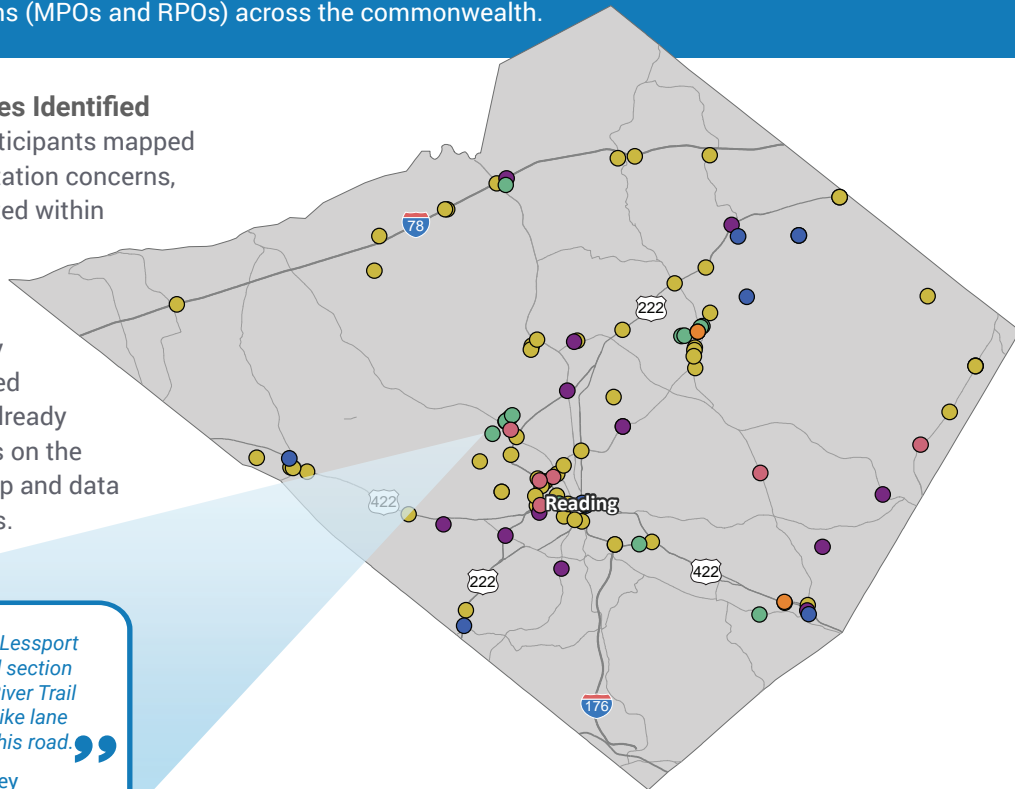 ns (MPOs and RPOs) across the commonwealth.
es Identified
ticipants mapped
tation concerns,
ed within
ed
lready
s on the
p and data
s.
Lessport
l section
iver Trail
ike lane
his road.”
ey
78
222
422
Reading
222
422
176